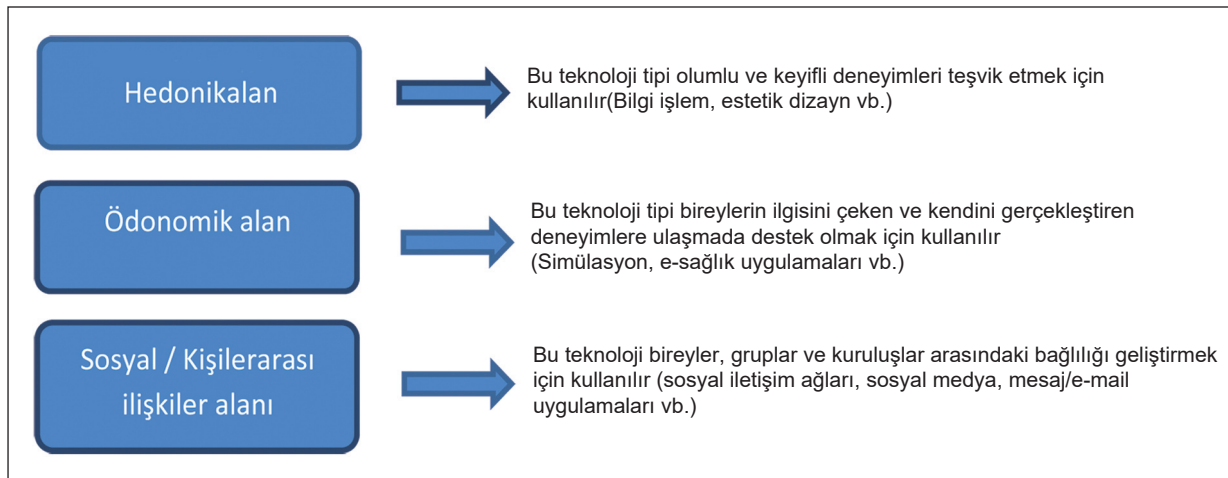 Hedonikalan
Bu teknoloji tipi olumlu ve keyifli deneyimleri teşvik etmek için
kullanılır(Bilgi işlem, estetik dizayn vb.)
Ödonomik alan
Bu teknoloji tipi bireylerin ilgisini çeken ve kendini gerçekleştiren
deneyimlere ulaşmada destek olmak için kullanılır
(Simülasyon, e-sağlık uygulamaları vb.)
Sosyal / Kişilerarası
ilişkiler alanı
Bu teknoloji bireyler, gruplar ve kuruluşlar arasındaki bağlılığı geliştirmek
için kullanılır (sosyal iletişim ağları, sosyal medya, mesaj/e-mail
uygulamaları vb.)